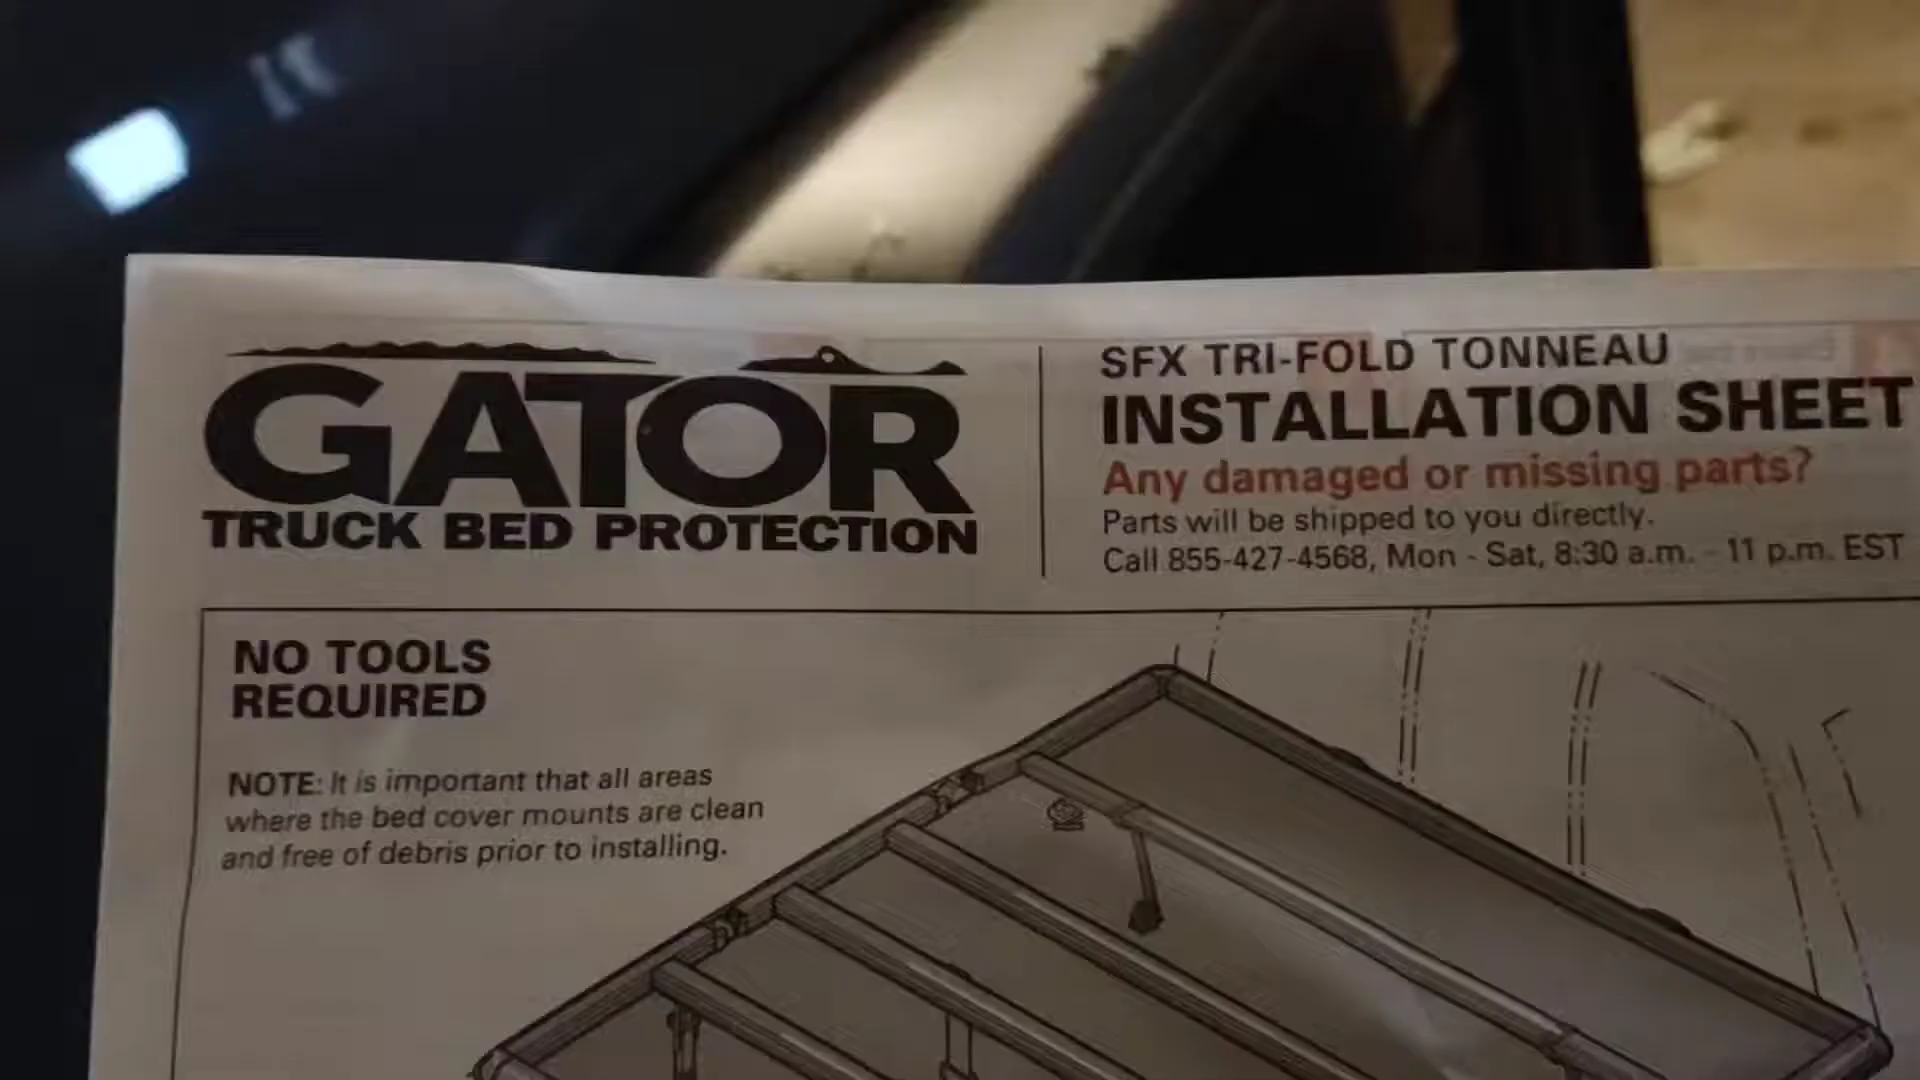 GATOR
TRUCK BED PROTECTION
SFX TRI-FOLD TONNEAU
INSTALLATION SHEET
Any damaged or missing parts?
Parts will be shipped to you directly.
Call 855-427-4568, Mon - Sat, 8:30 a.m. - 11 p.m. EST
NO TOOLS
REQUIRED
NOTE: It is important that all areas
where the bed cover mounts are clean
and free of debris prior to installing.